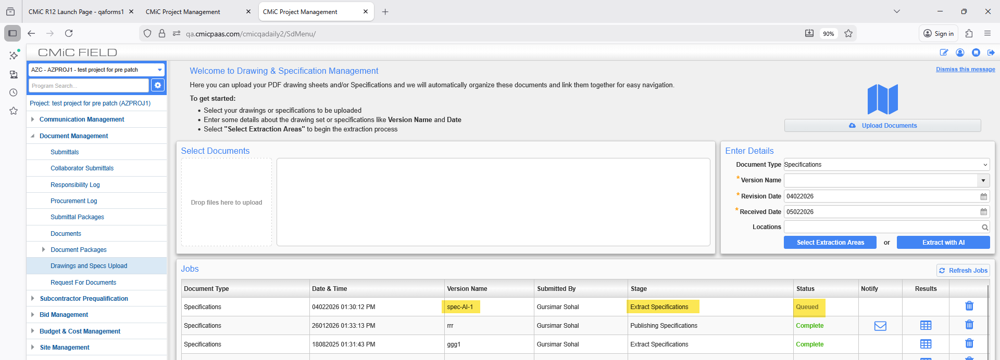 CMiC R12 Launch Page - qaforms1
CMiC Project Management
CMiC Project Management
qa.cmicpaas.com/cmicqadaily2/SdMenu/
90%
Sign in
CMiC FIELD
AZC - AZPROJ1 - test project for pre patch
Program Search...
Project: test project for pre patch (AZPROJ1)
Communication Management
Document Management
Submittals
Collaborator Submittals
Responsibility Log
Procurement Log
Submittal Packages
Documents
Document Packages
Drawings and Specs Upload
Request For Documents
Subcontractor Prequalification
Bid Management
Budget & Cost Management
Site Management
Welcome to Drawing & Specification Management
Dismiss this message
Here you can upload your PDF drawing sheets and/or Specifications and we will automatically organize these documents and link them together for easy navigation.
To get started:
• Select your drawings or specifications to be uploaded
• Enter some details about the drawing set or specifications like Version Name and Date
• Select "Select Extraction Areas" to begin the extraction process
Upload Documents
Select Documents
Drop files here to upload
Enter Details
Document Type Specifications
* Version Name
* Revision Date 04022026
* Received Date 05022026
Locations
Select Extraction Areas or Extract with AI
Jobs
Refresh Jobs
Document Type Date & Time Version Name Submitted By Stage Status Notify Results
Specifications 04022026 01:30:12 PM spec-AI-1 Gursimar Sohal Extract Specifications Queued
Specifications 26012026 01:33:13 PM rrr Gursimar Sohal Publishing Specifications Complete
Specifications 18082025 01:31:43 PM ggg1 Gursimar Sohal Extract Specifications Complete